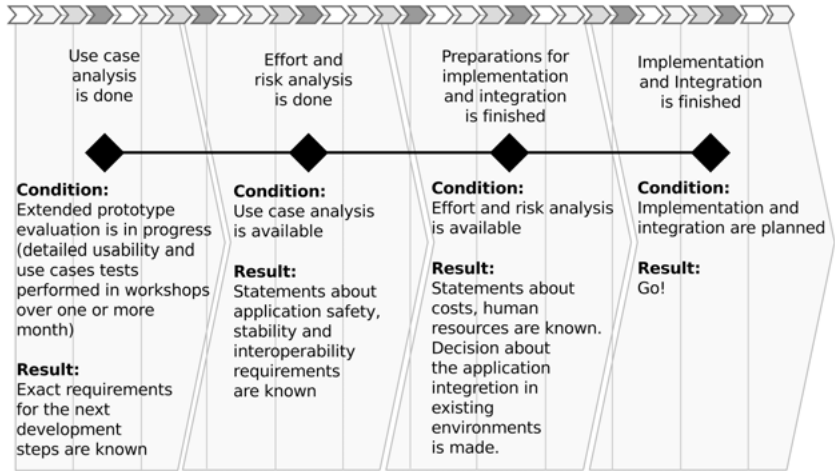 Use case
analysis
is done
Effort and
risk analysis
is done
Preparations for
implementation
and integration
is finished
Implementation
and Integration
is finished
Condition:
Extended prototype
evaluation is in progress
(detailed usability and
use cases tests
performed in workshops
over one or more
month)
Result:
Exact requirements
for the next
development
steps are known
Condition:
Use case analysis
is available
Result:
Statements about
application safety,
stability and
interoperability
requirements
are known
Condition:
Effort and risk analysis
is available
Result:
Statements about
costs, human
resources are known.
Decision about
the application
integretion in
existing
environments
is made.
Condition:
Implementation and
integration are planned
Result:
Go!